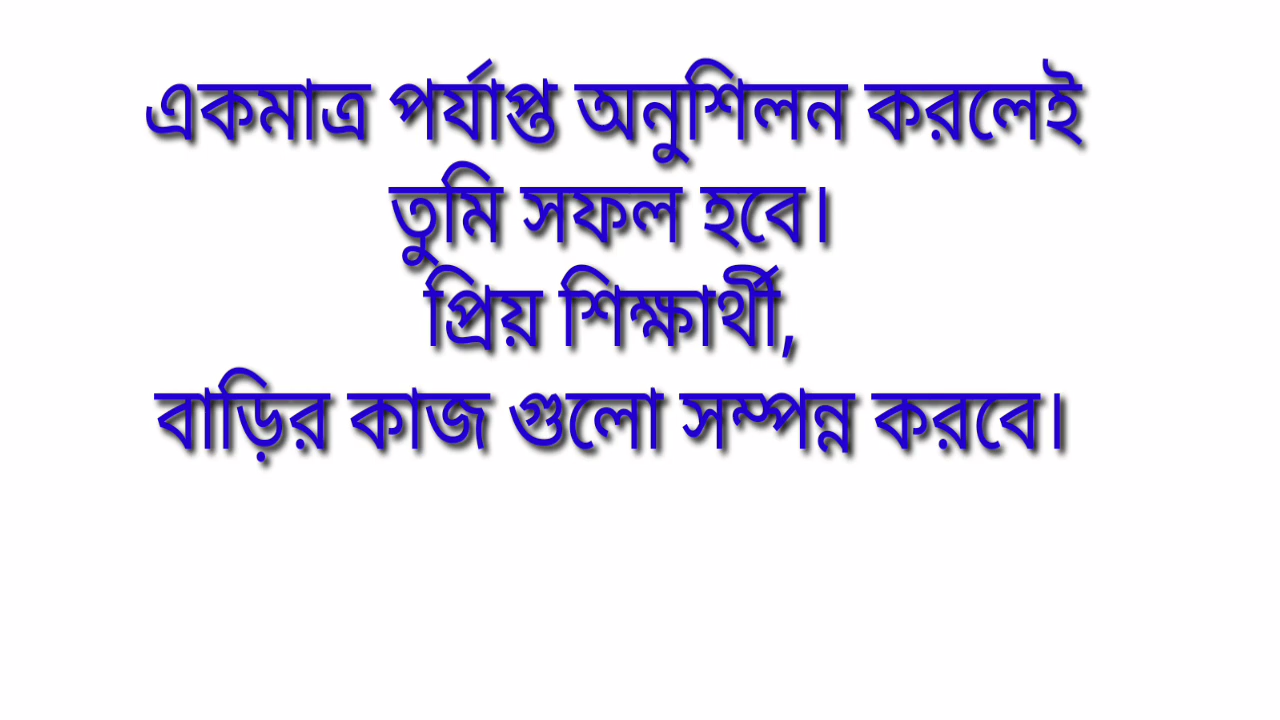 একমাত্র পর্যাপ্ত অনুশিলন করলেই
তুমি সফল হবে।
প্রিয় শিক্ষার্থী,
বাড়ির কাজ গুলো সম্পন্ন করবে।